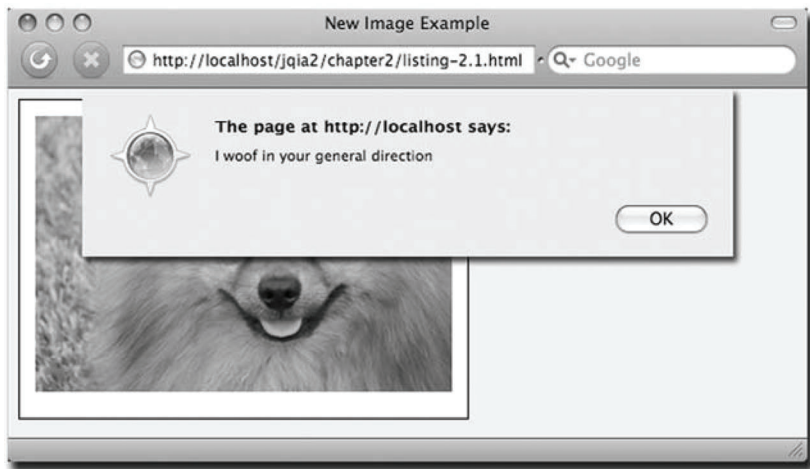 New Image Example
http://localhost/jqia2/chapter2/listing-2.1.html
Google
The page at http://localhost says:
I woof in your general direction
OK